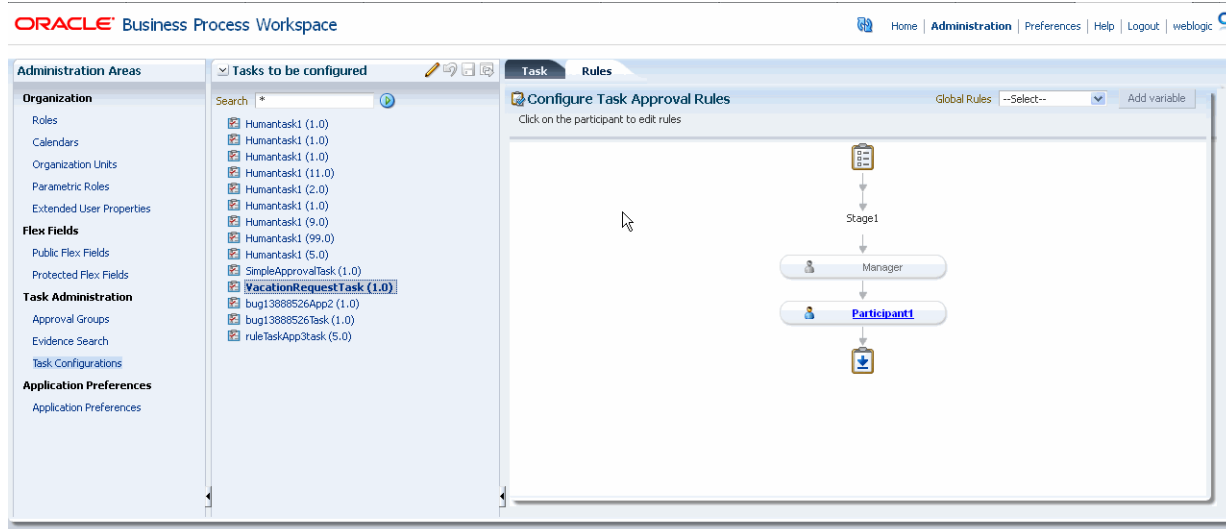 ORACLE Business Process Workspace
Home | Administration | Preferences | Help | Logout | weblogic
Administration Areas
Organization
Roles
Calendars
Organization Units
Parametric Roles
Extended User Properties
Flex Fields
Public Flex Fields
Protected Flex Fields
Task Administration
Approval Groups
Evidence Search
Task Configurations
Application Preferences
Application Preferences
Tasks to be configured
Search *
Humantask1 (1.0)
Humantask1 (1.0)
Humantask1 (1.0)
Humantask1 (11.0)
Humantask1 (2.0)
Humantask1 (1.0)
Humantask1 (9.0)
Humantask1 (99.0)
Humantask1 (5.0)
SimpleApprovalTask (1.0)
VacationRequestTask (1.0)
bug13888526App2 (1.0)
bug13888526Task (1.0)
ruleTaskApp3task (5.0)
Task Rules
Configure Task Approval Rules
Global Rules --Select-- Add variable
Click on the participant to edit rules
Stage1
Manager
Participant1